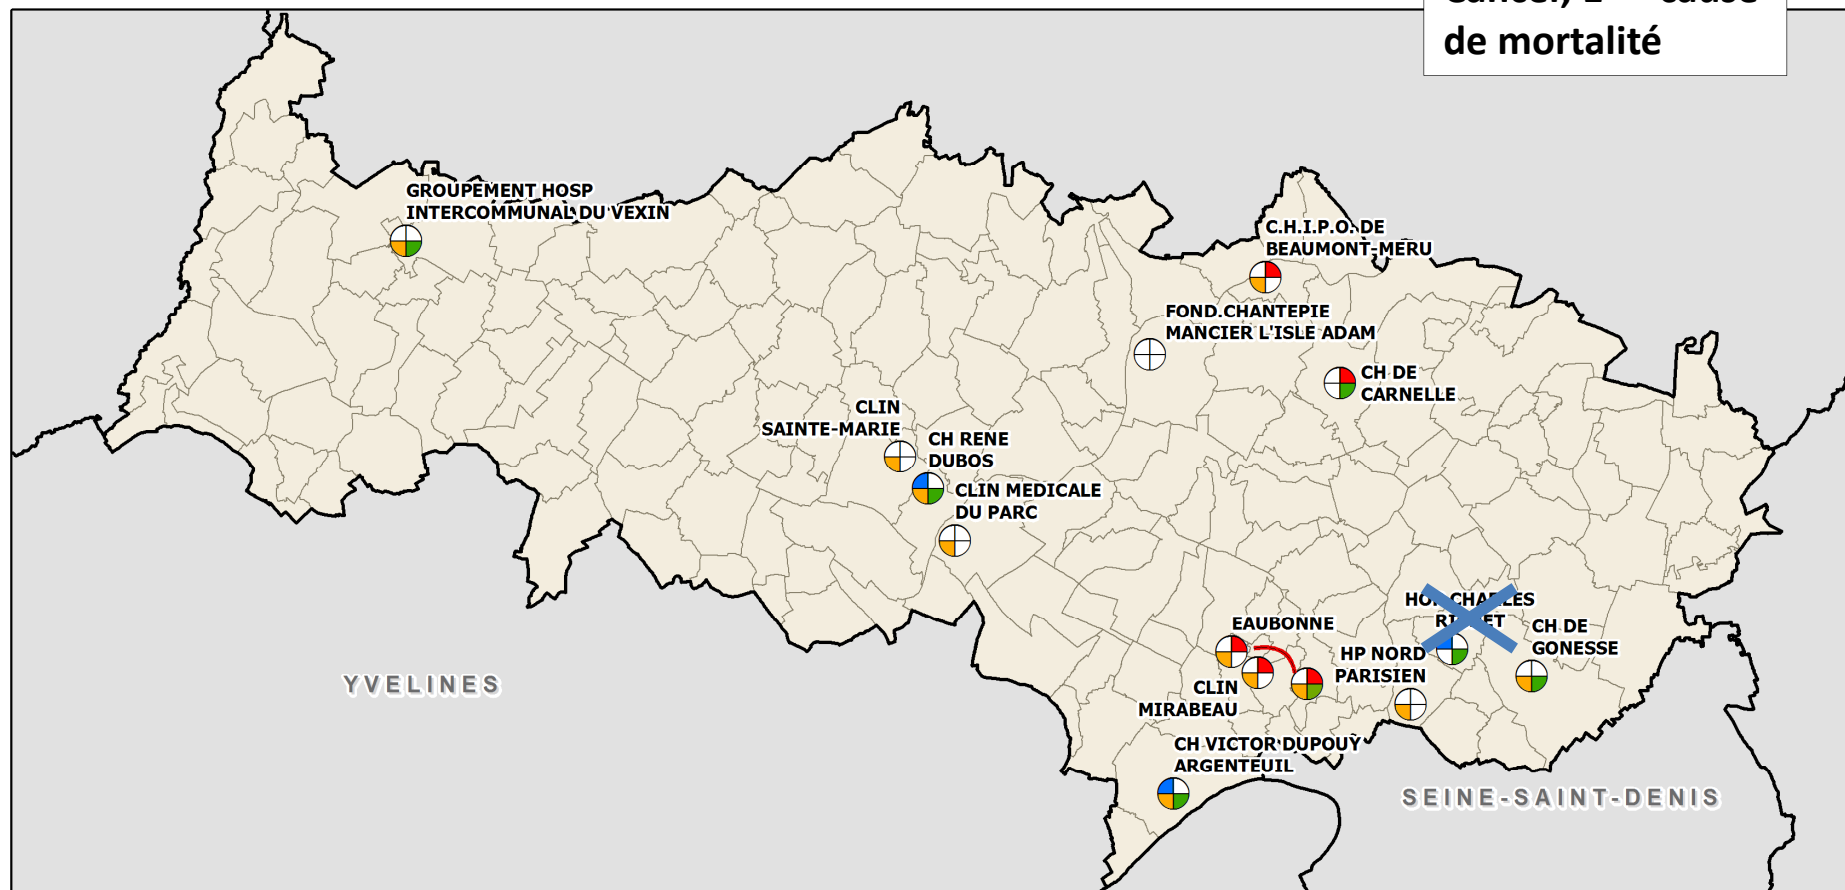 de mortalité
GROUPEMENT HOSP
INTERCOMMUNAL DU VEXIN
C.H.I.P.O. DE
BEAUMONT-MERU
FOND.CHANTEPIE
MANCIER L'ISLE ADAM
CH DE
CARNELLE
CLIN
SAINTE-MARIE
CH RENE
DUBOS
CLIN MEDICALE
DU PARC
HOP CHARLES
EAUBONNE
CH DE
GONESSE
HP NORD
PARISIEN
YVELINES
CLIN
MIRABEAU
CH VICTOR DUPOUY
ARGENTEUIL
SEINE-SAINT-DENIS